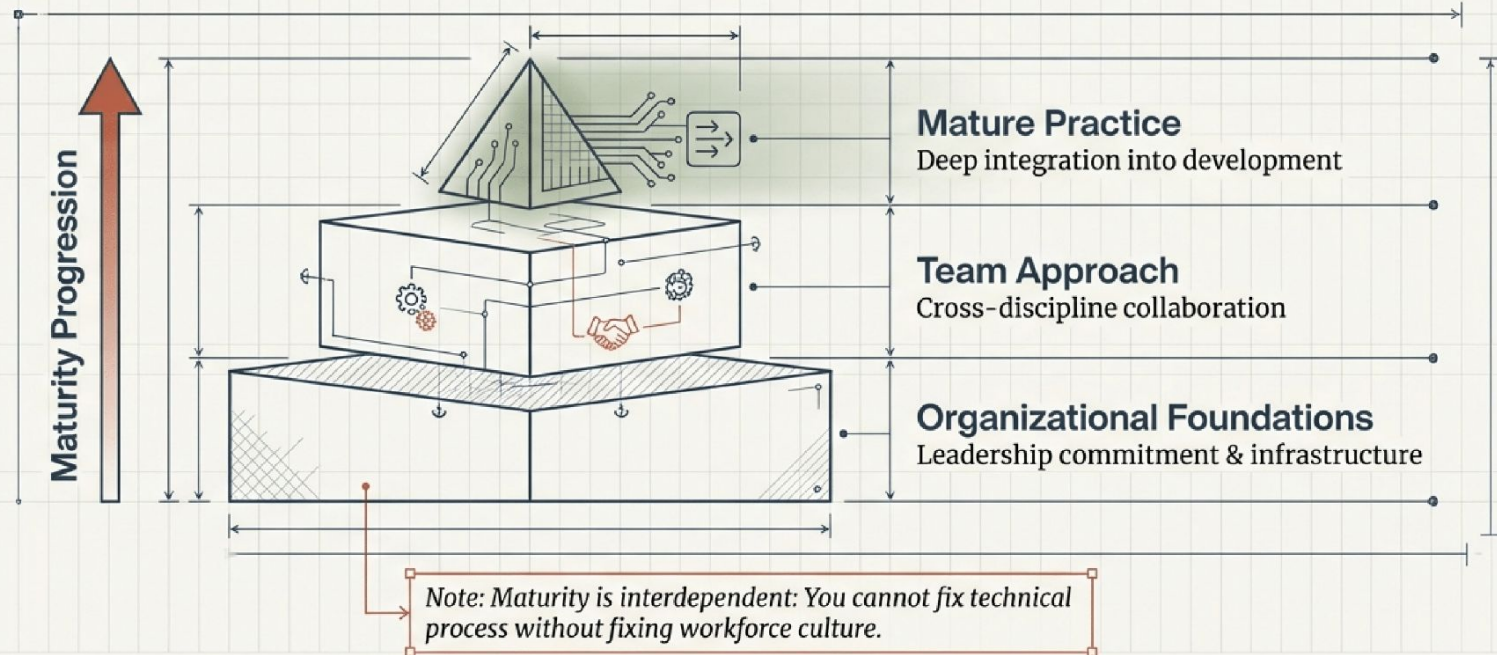 Maturity Progression
Mature Practice
Deep integration into development
Team Approach
Cross-discipline collaboration
Organizational Foundations
Leadership commitment & infrastructure
Note: Maturity is interdependent: You cannot fix technical
process without fixing workforce culture.